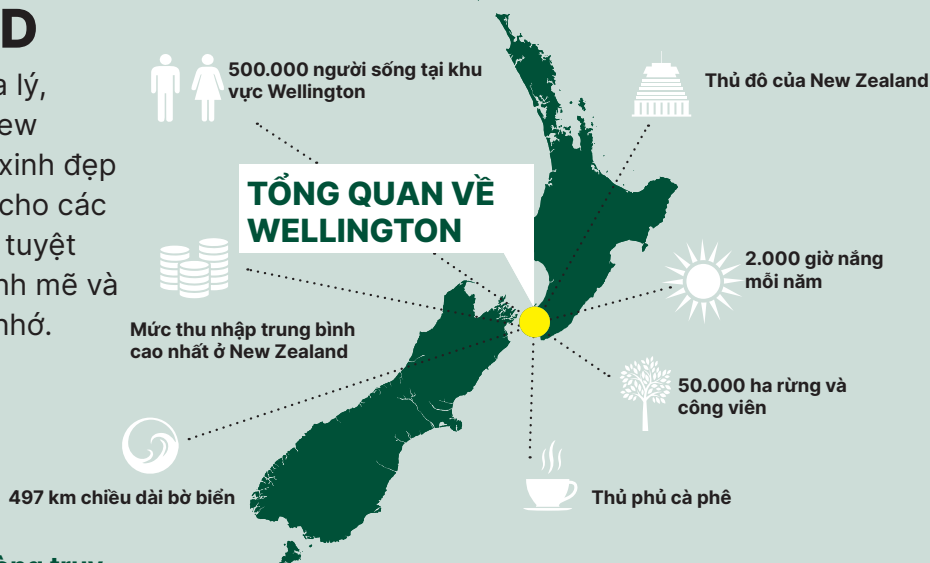 D
lý,
ew
xinh đẹp
cho các
tuyệt
mẽ và
nhớ.
500.000 người sống tại khu
vực Wellington
Thủ đô của New Zealand
TỔNG QUAN VỀ
WELLINGTON
2.000 giờ nắng
mỗi năm
Mức thu nhập trung bình
cao nhất ở New Zealand
50.000 ha rừng và
công viên
497 km chiều dài bờ biển
Thủ phủ cà phê